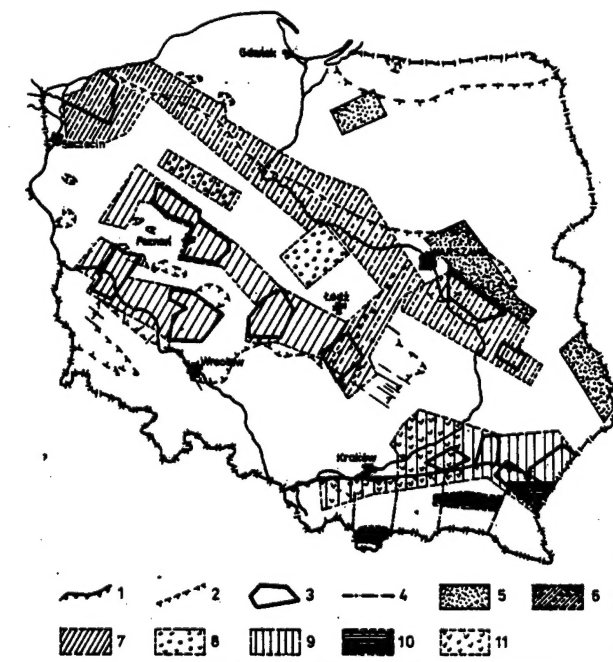 Gdańsk
Szczecin
Poznań
Łódź
Wrocław
Kraków
1 2 3 4 5 6
7 8 9 10 11